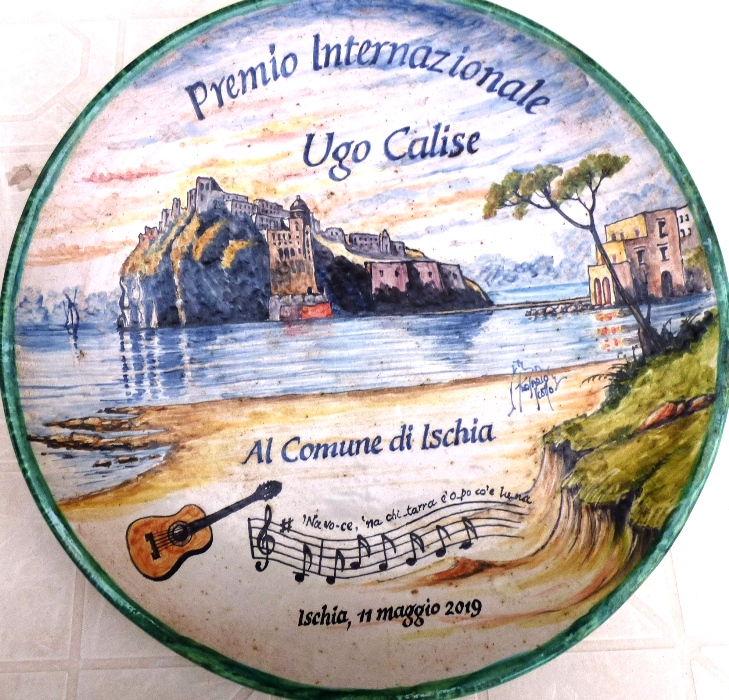 Premio Internazionale
Ugo Calise
Al Comune di Ischia
'Na vo-ce, 'na chi-tarra e 'o po' co 'e lu-na
Ischia, 11 maggio 2019